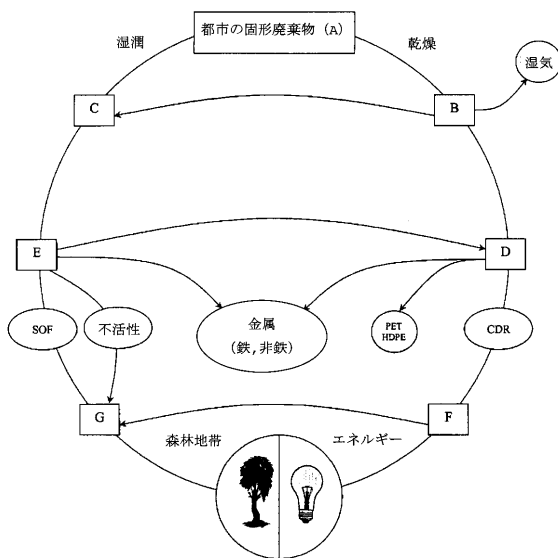 都市の固形廃棄物 (A)
湿潤
乾燥
湿気
C
B
E
D
SOF
不活性
金属
(鉄,非鉄)
PET
HDPE
CDR
G
F
森林地帯
エネルギー